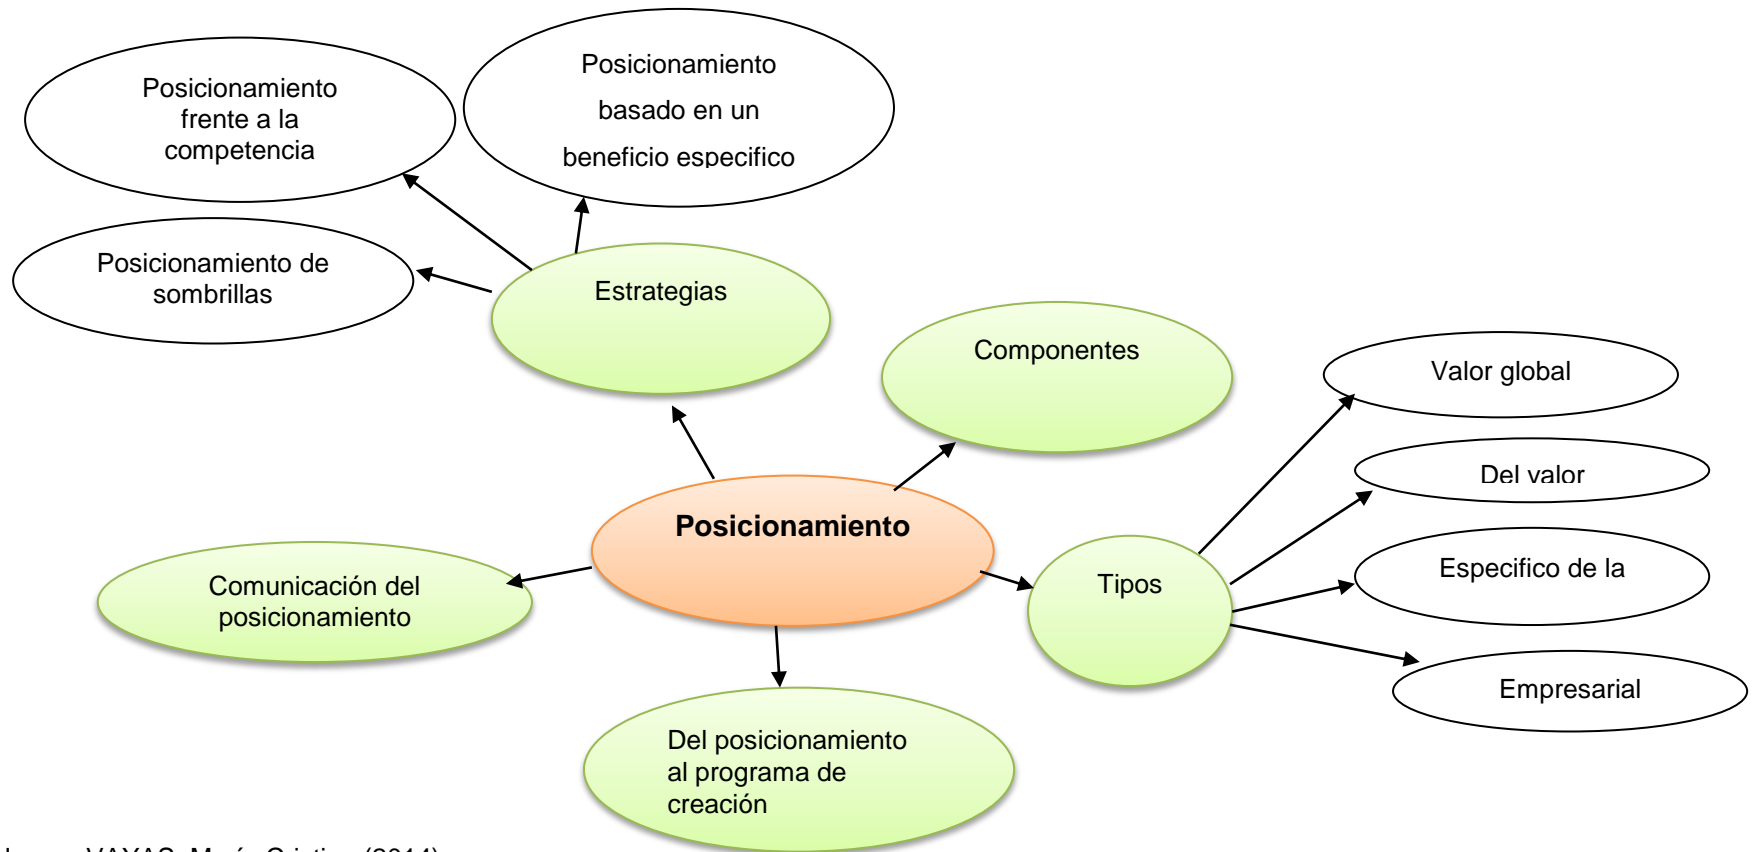 Posicionamiento
frente a la
competencia
Posicionamiento
basado en un
beneficio especifico
Posicionamiento de
sombrillas
Estrategias
Componentes
Valor global
Del valor
Posicionamiento
Especifico de la
Tipos
Comunicación del
posicionamiento
Empresarial
Del posicionamiento
al programa de
creación